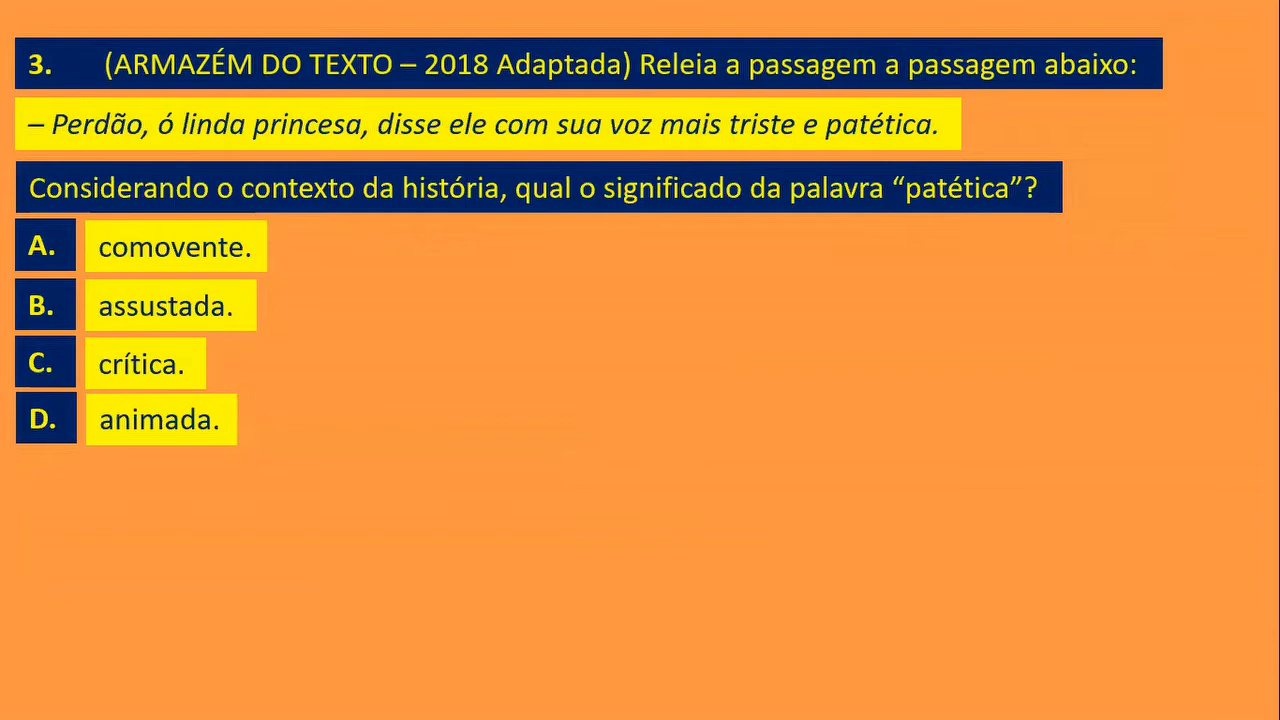 3. (ARMAZÉM DO TEXTO – 2018 Adaptada) Releia a passagem a passagem abaixo:
– Perdão, ó linda princesa, disse ele com sua voz mais triste e patética.
Considerando o contexto da história, qual o significado da palavra “patética”?
A. comovente.
B. assustada.
C. crítica.
D. animada.